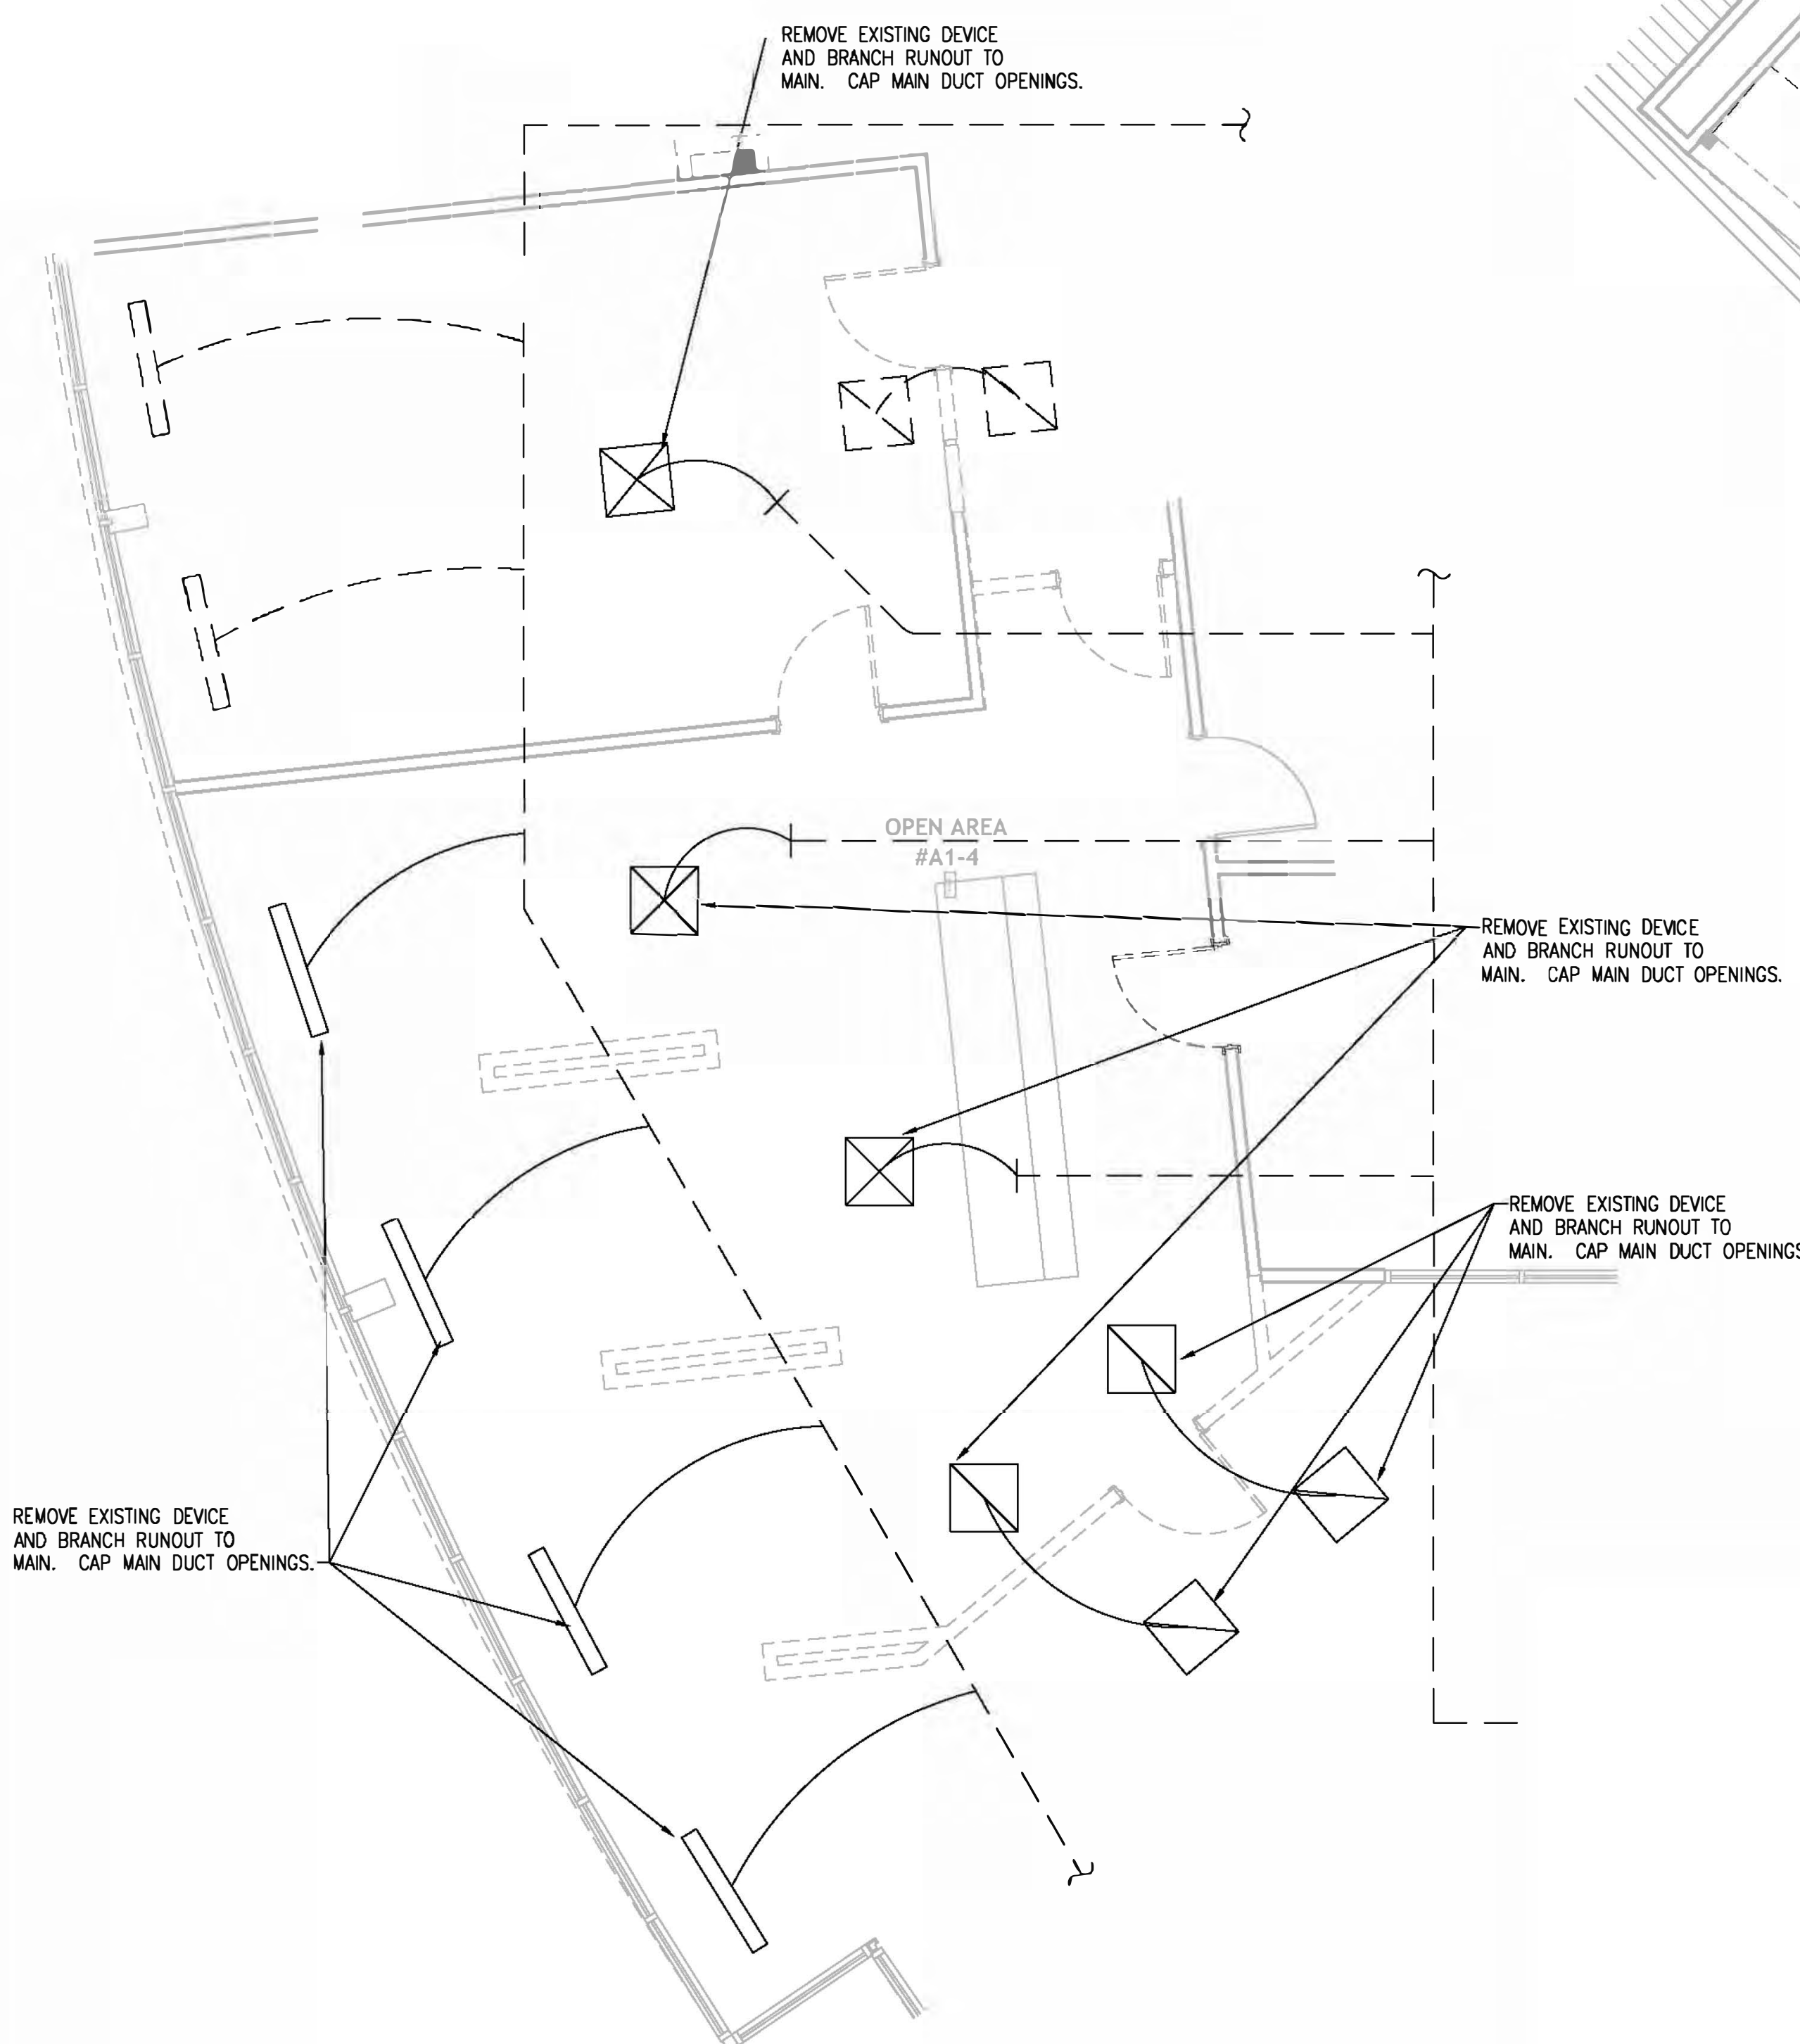 REMOVE EXISTING DEVICE
AND BRANCH RUNOUT TO
MAIN. CAP MAIN DUCT OPENINGS.
OPEN AREA
#A1-4
REMOVE EXISTING DEVICE
AND BRANCH RUNOUT TO
MAIN. CAP MAIN DUCT OPENINGS.
REMOVE EXISTING DEVICE
AND BRANCH RUNOUT TO
MAIN. CAP MAIN DUCT OPENINGS
REMOVE EXISTING DEVICE
AND BRANCH RUNOUT TO
MAIN. CAP MAIN DUCT OPENINGS.